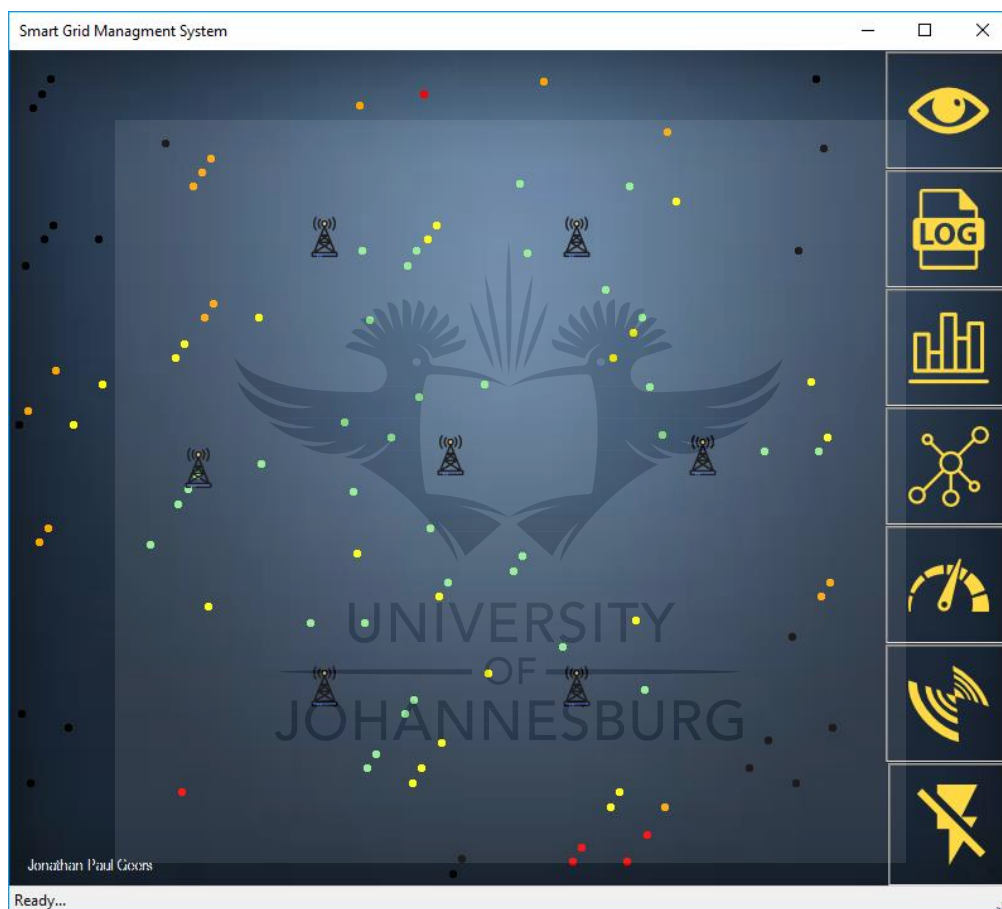 Smart Grid Managment System
LOG
UNIVERSITY
OF
JOHANNESBURG
Jonathan Paul Geers
Ready...